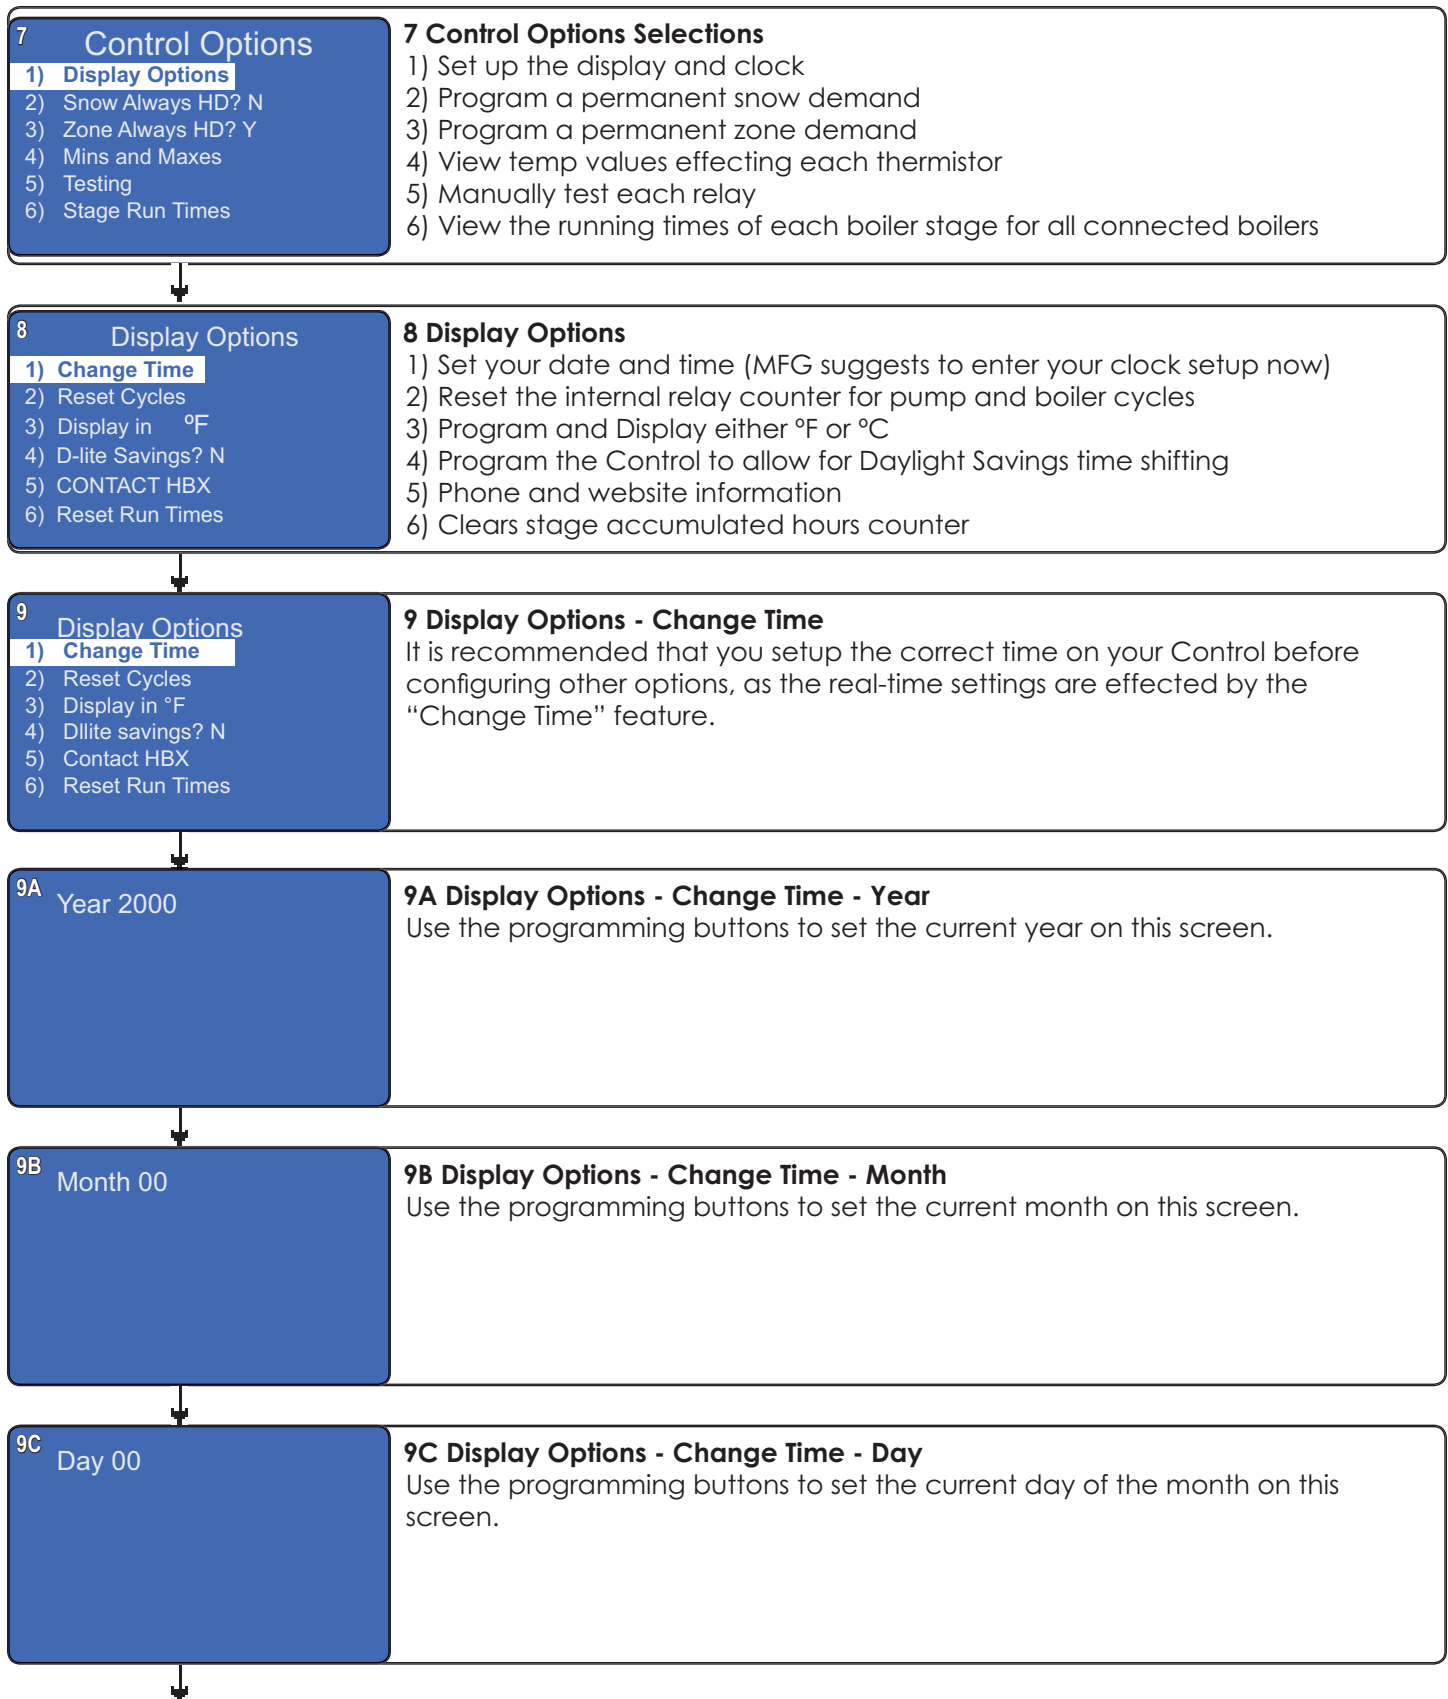 7
Control Options
1) Display Options
2) Snow Always HD? N
3) Zone Always HD? Y
4) Mins and Maxes
5) Testing
6) Stage Run Times
7 Control Options Selections
1) Set up the display and clock
2) Program a permanent snow demand
3) Program a permanent zone demand
4) View temp values effecting each thermistor
5) Manually test each relay
6) View the running times of each boiler stage for all connected boilers
8
Display Options
1) Change Time
2) Reset Cycles
3) Display in ºF
4) D-lite Savings? N
5) CONTACT HBX
6) Reset Run Times
8 Display Options
1) Set your date and time (MFG suggests to enter your clock setup now)
2) Reset the internal relay counter for pump and boiler cycles
3) Program and Display either ºF or ºC
4) Program the Control to allow for Daylight Savings time shifting
5) Phone and website information
6) Clears stage accumulated hours counter
9
Display Options
1) Change Time
2) Reset Cycles
3) Display in °F
4) Dllite savings? N
5) Contact HBX
6) Reset Run Times
9 Display Options - Change Time
It is recommended that you setup the correct time on your Control before
configuring other options, as the real-time settings are effected by the
“Change Time” feature.
9A
Year 2000
9A Display Options - Change Time - Year
Use the programming buttons to set the current year on this screen.
9B
Month 00
9B Display Options - Change Time - Month
Use the programming buttons to set the current month on this screen.
9C
Day 00
9C Display Options - Change Time - Day
Use the programming buttons to set the current day of the month on this
screen.